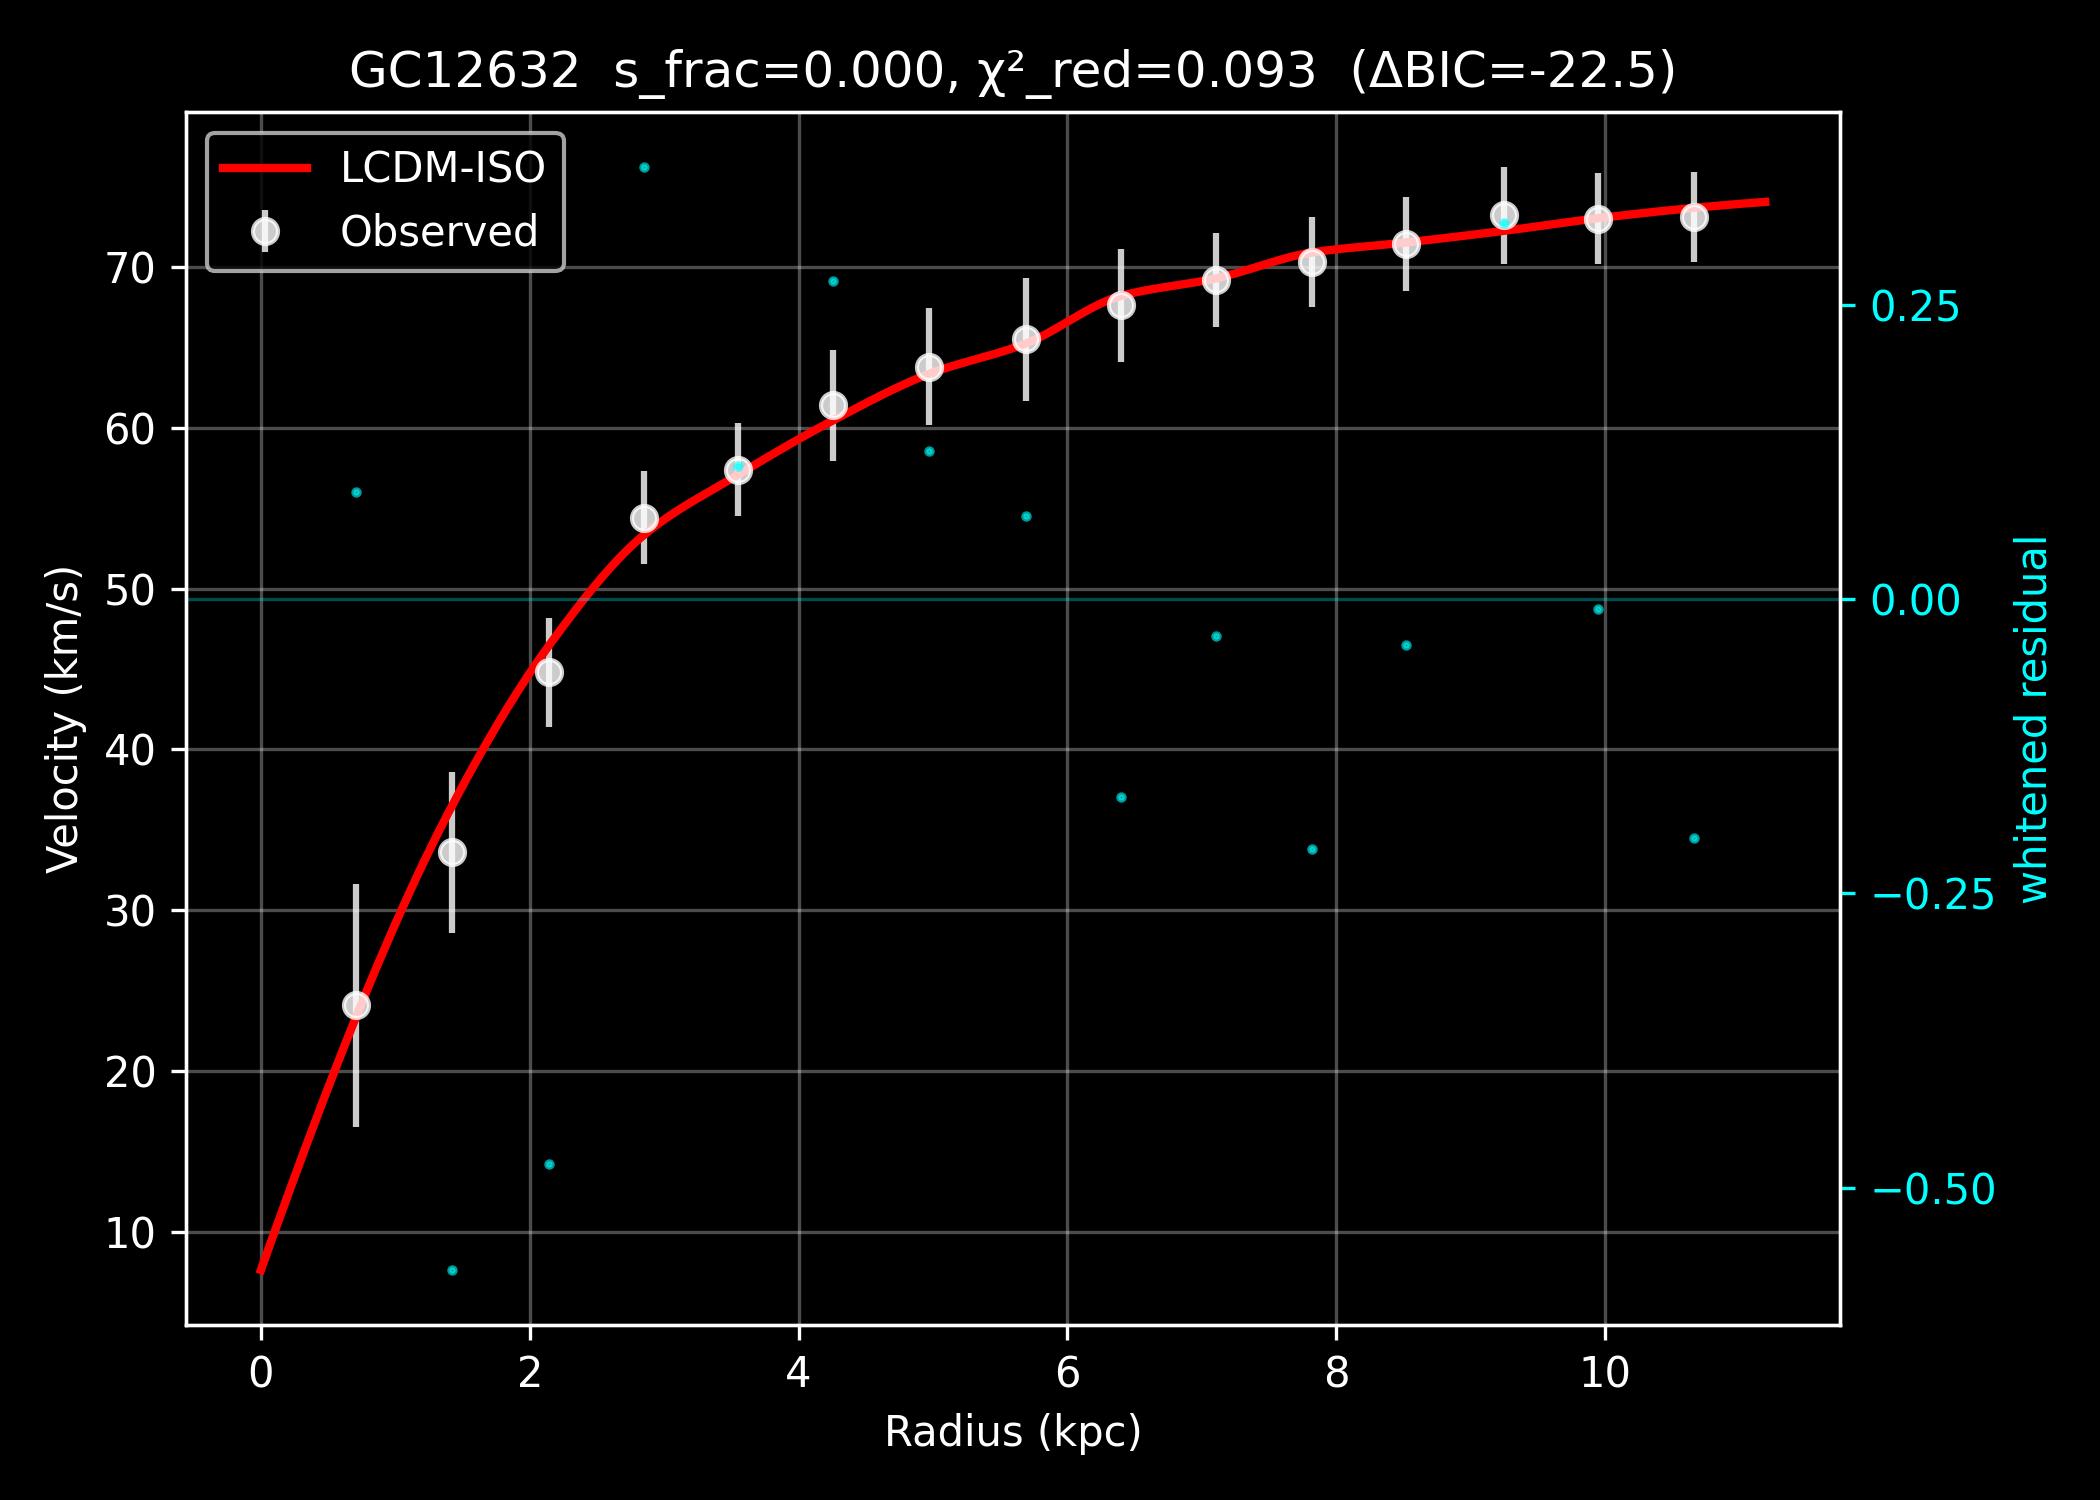 GC12632  s_frac=0.000, χ²_red=0.093  (ΔBIC=-22.5)
LCDM-ISO
Observed
70
60
50
40
30
20
10
Velocity (km/s)
0.25
0.00
−0.25
−0.50
whitened residual
0 2 4 6 8 10
Radius (kpc)